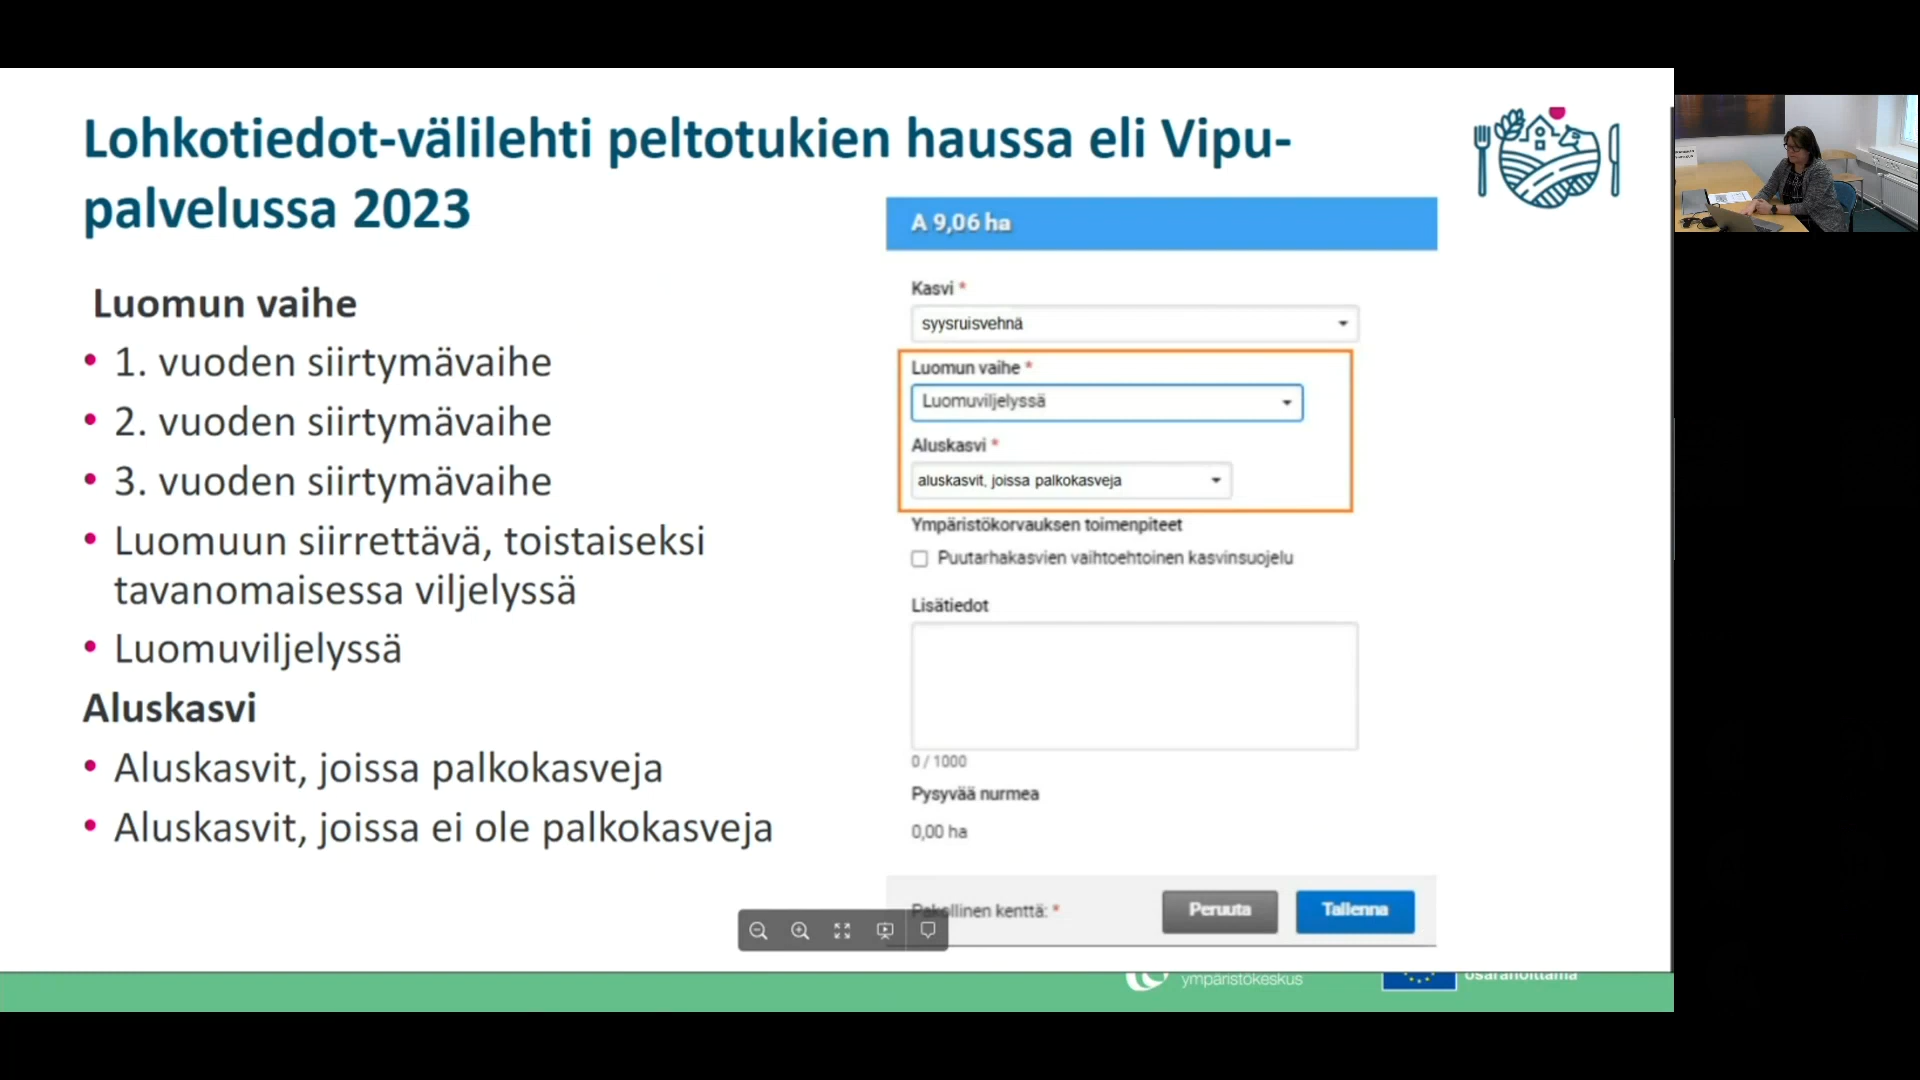 Lohkotiedot-välilehti peltotukien haussa eli Vipu-
palvelussa 2023
Luomun vaihe
• 1. vuoden siirtymävaihe
• 2. vuoden siirtymävaihe
• 3. vuoden siirtymävaihe
• Luomuun siirrettävä, toistaiseksi
tavanomaisessa viljelyssä
• Luomuviljelyssä
Aluskasvi
• Aluskasvit, joissa palkokasveja
• Aluskasvit, joissa ei ole palkokasveja
A 9,06 ha
Kasvi *
syysruisvehnä
Luomun vaihe *
Luomuviljelyssä
Aluskasvi *
aluskasvit, joissa palkokasveja
Ympäristökorvauksen toimenpiteet
Puutarhakasvien vaihtoehtoinen kasvinsuojelu
Lisätiedot
0 / 1000
Pysyvää nurmea
0,00 ha
Pakollinen kenttä: *
Peruuta
Tallenna
ympäristökeskus
osarahoittama